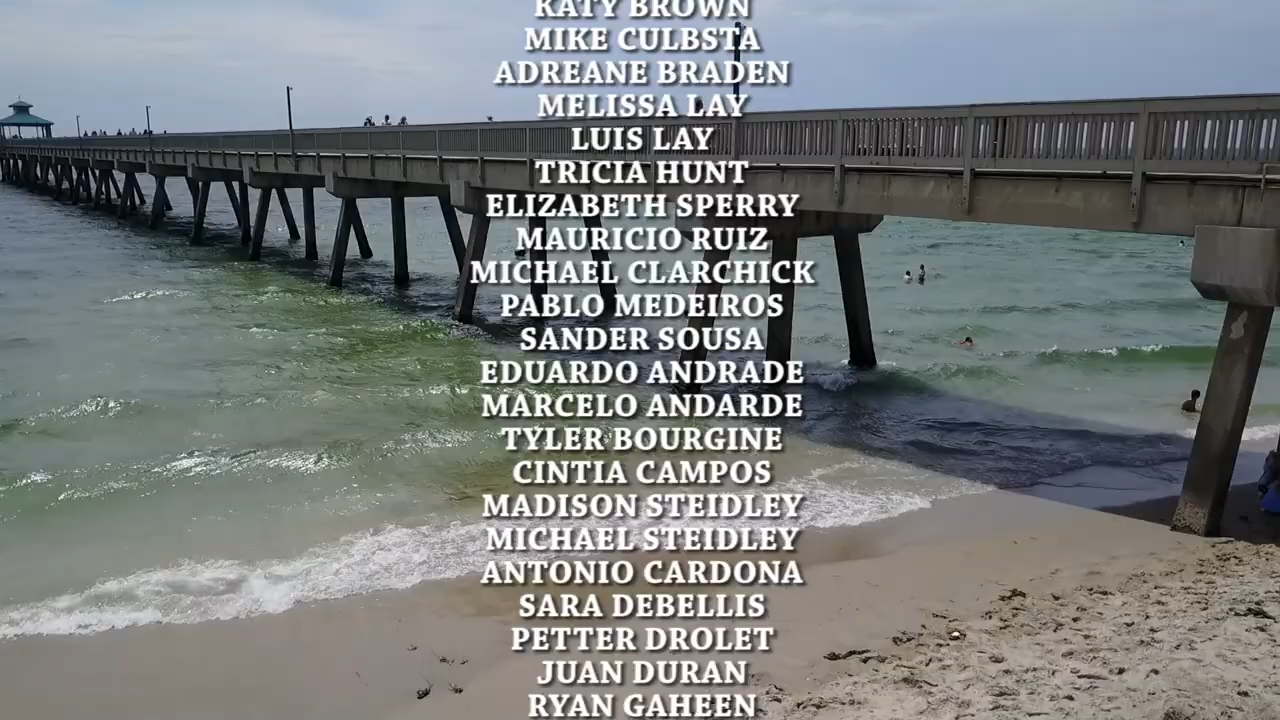 KATY BROWN
MIKE CULBSTA
ADREANE BRADEN
MELISSA LAY
LUIS LAY
TRICIA HUNT
ELIZABETH SPERRY
MAURICIO RUIZ
MICHAEL CLARCHICK
PABLO MEDEIROS
SANDER SOUSA
EDUARDO ANDRADE
MARCELO ANDARDE
TYLER BOURGINE
CINTIA CAMPOS
MADISON STEIDLEY
MICHAEL STEIDLEY
ANTONIO CARDONA
SARA DEBELLIS
PETTER DROLET
JUAN DURAN
RYAN GAHEEN